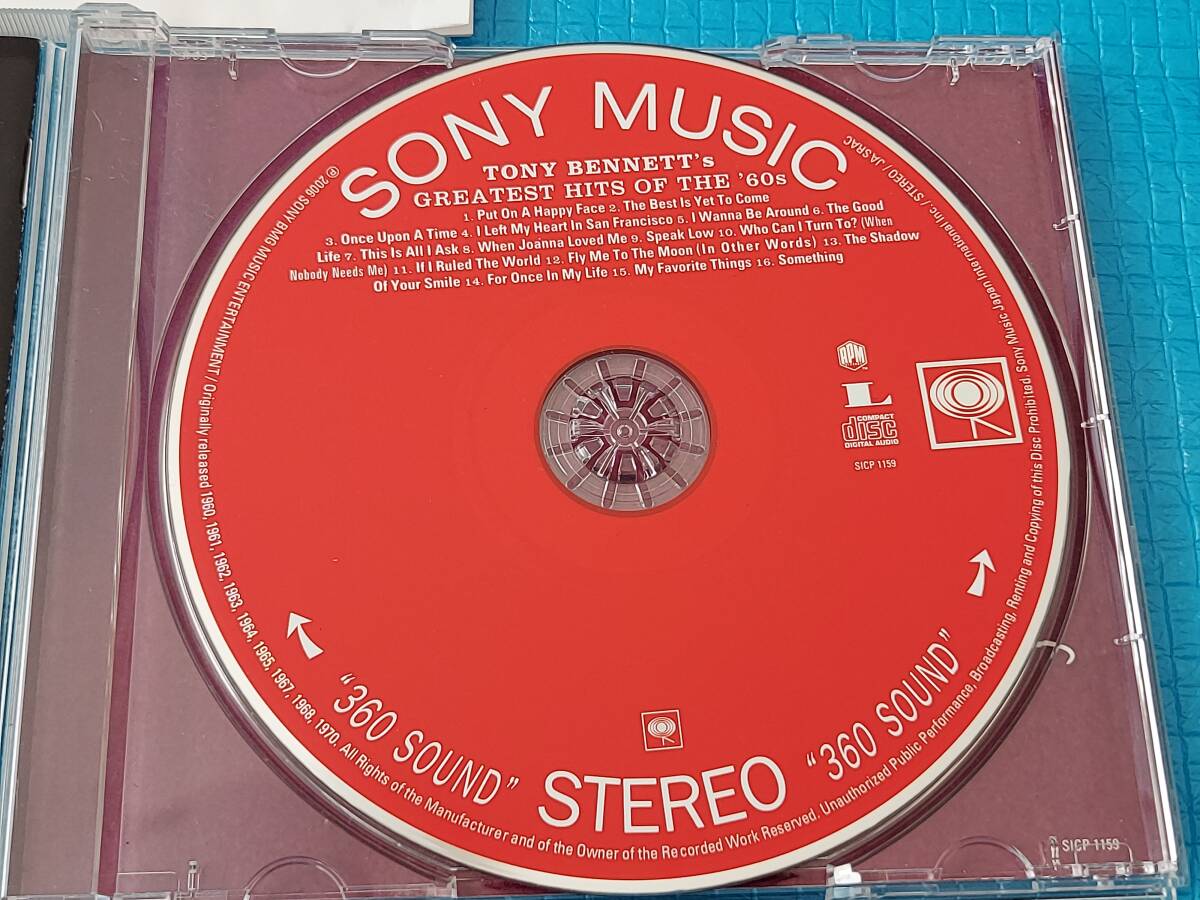 SONY MUSIC
TONY BENNETT's
GREATEST HITS OF THE '60s
1. Put On A Happy Face 2. The Best Is Yet To Come
3. Once Upon A Time 4. I Left My Heart In San Francisco 5. I Wanna Be Around 6. The Good
Life 7. This Is All I Ask 8. When Joanna Loved Me 9. Speak Low 10. Who Can I Turn To? (When
Nobody Needs Me) 11. If I Ruled The World 12. Fly Me To The Moon (In Other Words) 13. The Shadow
Of Your Smile 14. For Once In My Life 15. My Favorite Things 16. Something
RPM
L
COMPACT
disc
DIGITAL AUDIO
SICP 1159
"360 SOUND"
STEREO
"360 SOUND"
℗ 2006 SONY BMG MUSIC ENTERTAINMENT / Originally released 1960, 1961, 1962, 1963, 1964, 1965, 1967, 1968, 1970. All Rights of the Manufacturer and of the Owner of the Recorded Work Reserved. Unauthorized Public Performance, Broadcasting, Renting and Copying of this Disc Prohibited. Sony Music Japan International Inc. / STEREO / JASRAC
SICP 1159